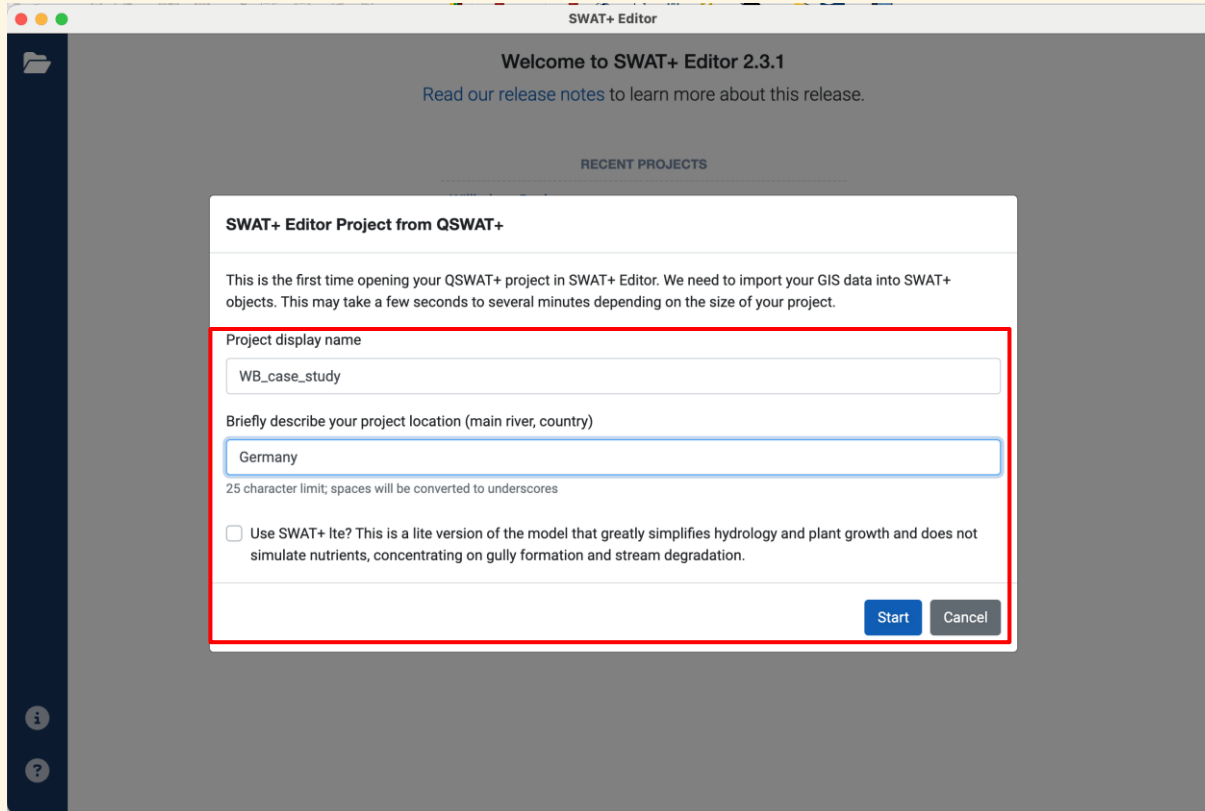 SWAT+ Editor
Welcome to SWAT+ Editor 2.3.1
Read our release notes to learn more about this release.
RECENT PROJECTS
SWAT+ Editor Project from QSWAT+
This is the first time opening your QSWAT+ project in SWAT+ Editor. We need to import your GIS data into SWAT+
objects. This may take a few seconds to several minutes depending on the size of your project.
Project display name
WB_case_study
Briefly describe your project location (main river, country)
Germany
25 character limit; spaces will be converted to underscores
Use SWAT+ lte? This is a lite version of the model that greatly simplifies hydrology and plant growth and does not
simulate nutrients, concentrating on gully formation and stream degradation.
Start Cancel